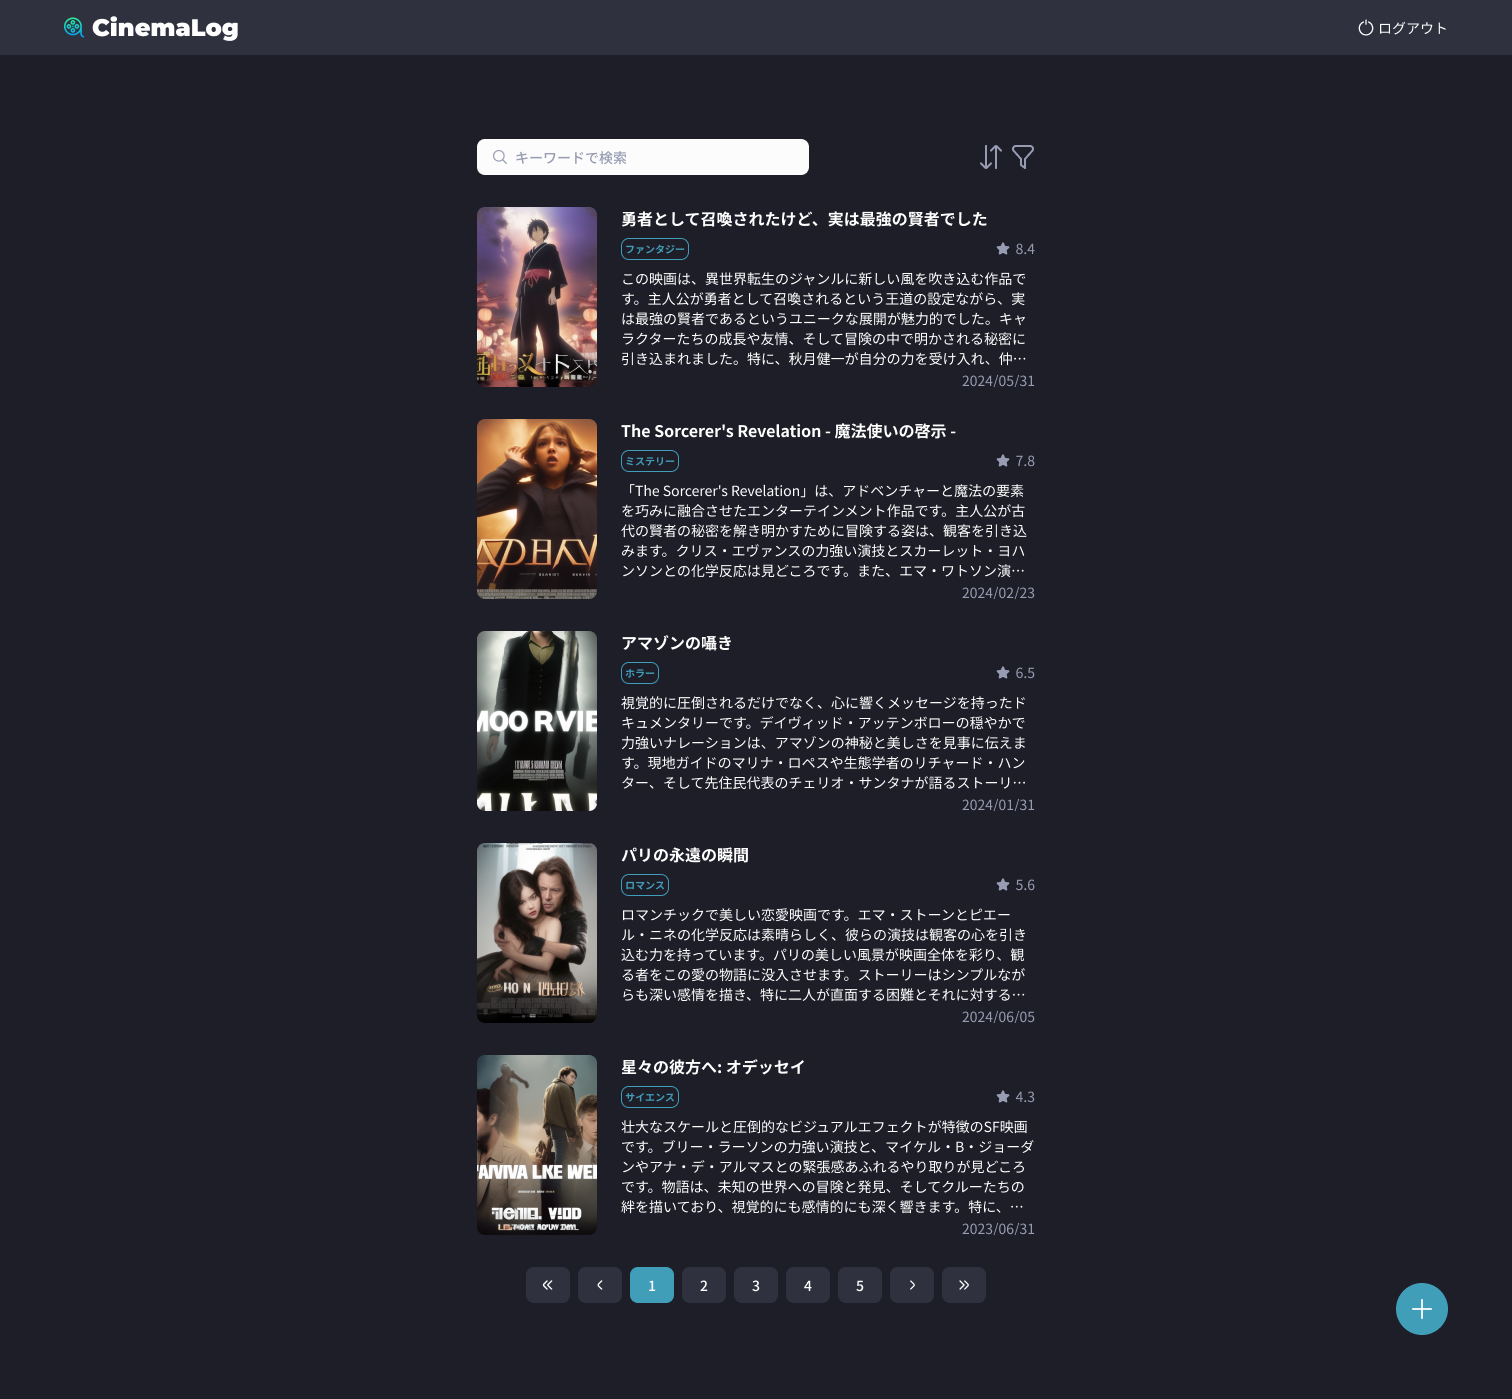 CinemaLog
ログアウト
キーワードで検索
勇者として召喚されたけど、実は最強の賢者でした
ファンタジー
8.4
この映画は、異世界転生のジャンルに新しい風を吹き込む作品で
す。主人公が勇者として召喚されるという王道の設定ながら、実
は最強の賢者であるというユニークな展開が魅力的でした。キャ
ラクターたちの成長や友情、そして冒険の中で明かされる秘密に
引き込まれました。特に、秋月健一が自分の力を受け入れ、仲…
2024/05/31
The Sorcerer's Revelation - 魔法使いの啓示 -
ミステリー
7.8
「The Sorcerer's Revelation」は、アドベンチャーと魔法の要素
を巧みに融合させたエンターテインメント作品です。主人公が古
代の賢者の秘密を解き明かすために冒険する姿は、観客を引き込
みます。クリス・エヴァンスの力強い演技とスカーレット・ヨハ
ンソンとの化学反応は見どころです。また、エマ・ワトソン演…
2024/02/23
MOO RVIE
アマゾンの囁き
ホラー
6.5
視覚的に圧倒されるだけでなく、心に響くメッセージを持ったド
キュメンタリーです。デイヴィッド・アッテンボローの穏やかで
力強いナレーションは、アマゾンの神秘と美しさを見事に伝えま
す。現地ガイドのマリナ・ロペスや生態学者のリチャード・ハン
ター、そして先住民代表のチェリオ・サンタナが語るストーリ…
2024/01/31
パリの永遠の瞬間
ロマンス
5.6
ロマンチックで美しい恋愛映画です。エマ・ストーンとピエー
ル・ニネの化学反応は素晴らしく、彼らの演技は観客の心を引き
込む力を持っています。パリの美しい風景が映画全体を彩り、観
る者をこの愛の物語に没入させます。ストーリーはシンプルなが
らも深い感情を描き、特に二人が直面する困難とそれに対する…
2024/06/05
星々の彼方へ: オデッセイ
サイエンス
4.3
壮大なスケールと圧倒的なビジュアルエフェクトが特徴のSF映画
です。ブリー・ラーソンの力強い演技と、マイケル・B・ジョーダ
ンやアナ・デ・アルマスとの緊張感あふれるやり取りが見どころ
です。物語は、未知の世界への冒険と発見、そしてクルーたちの
絆を描いており、視覚的にも感情的にも深く響きます。特に、…
2023/06/31
1 2 3 4 5